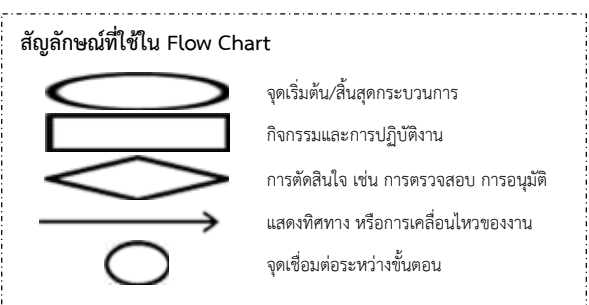 สัญลักษณ์ที่ใช้ใน Flow Chart
จุดเริ่มต้น/สิ้นสุดกระบวนการ
กิจกรรมและการปฏิบัติงาน
การตัดสินใจ เช่น การตรวจสอบ การอนุมัติ
แสดงทิศทาง หรือการเคลื่อนไหวของงาน
จุดเชื่อมต่อระหว่างขั้นตอน